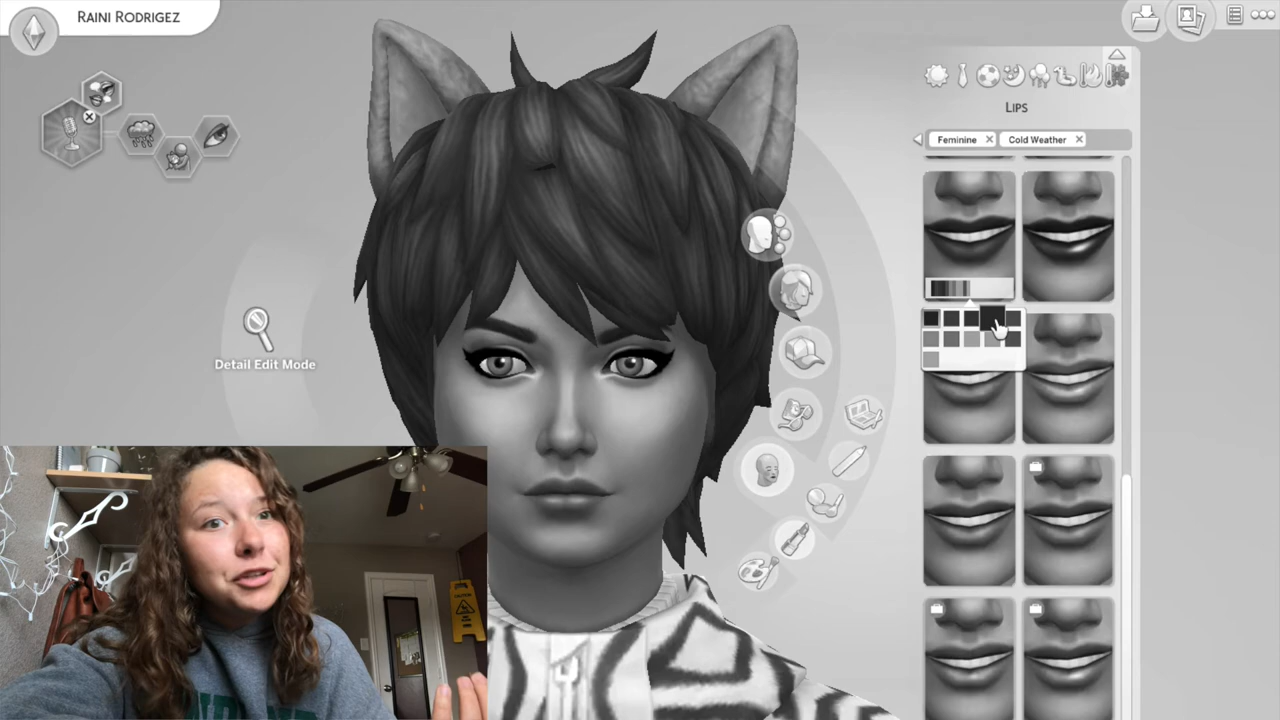 RAINI RODRIGEZ
LIPS
Feminine
Cold Weather
Detail Edit Mode